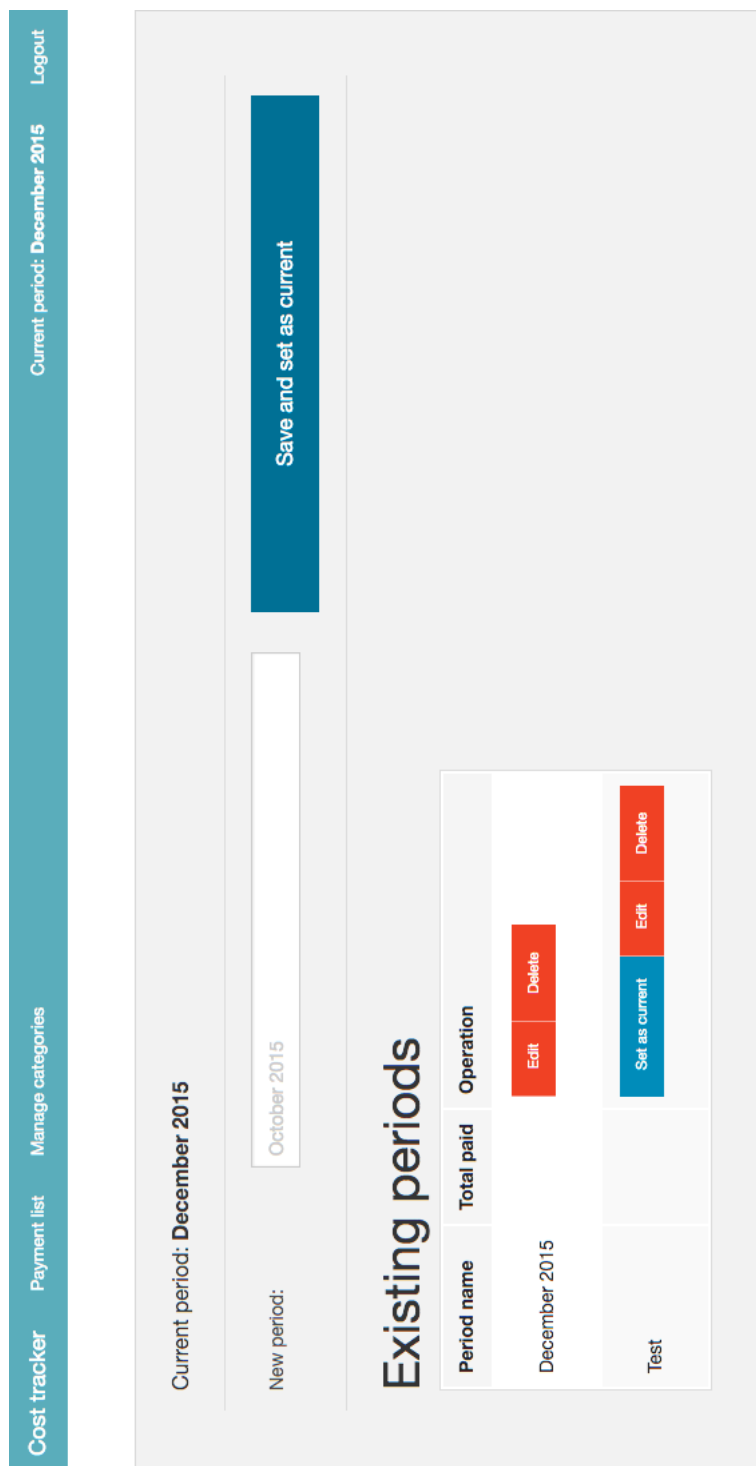 Cost tracker Payment list Manage categories Current period: December 2015 Logout
Current period: December 2015
New period: October 2015 Save and set as current
Existing periods
Period name Total paid Operation
December 2015 Edit Delete
Test Set as current Edit Delete